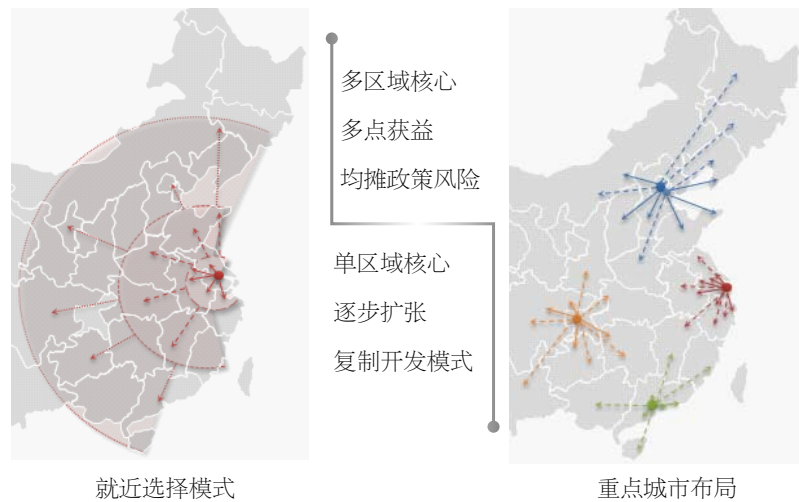 多区域核心
多点获益
均摊政策风险
单区域核心
逐步扩张
复制开发模式
就近选择模式
重点城市布局